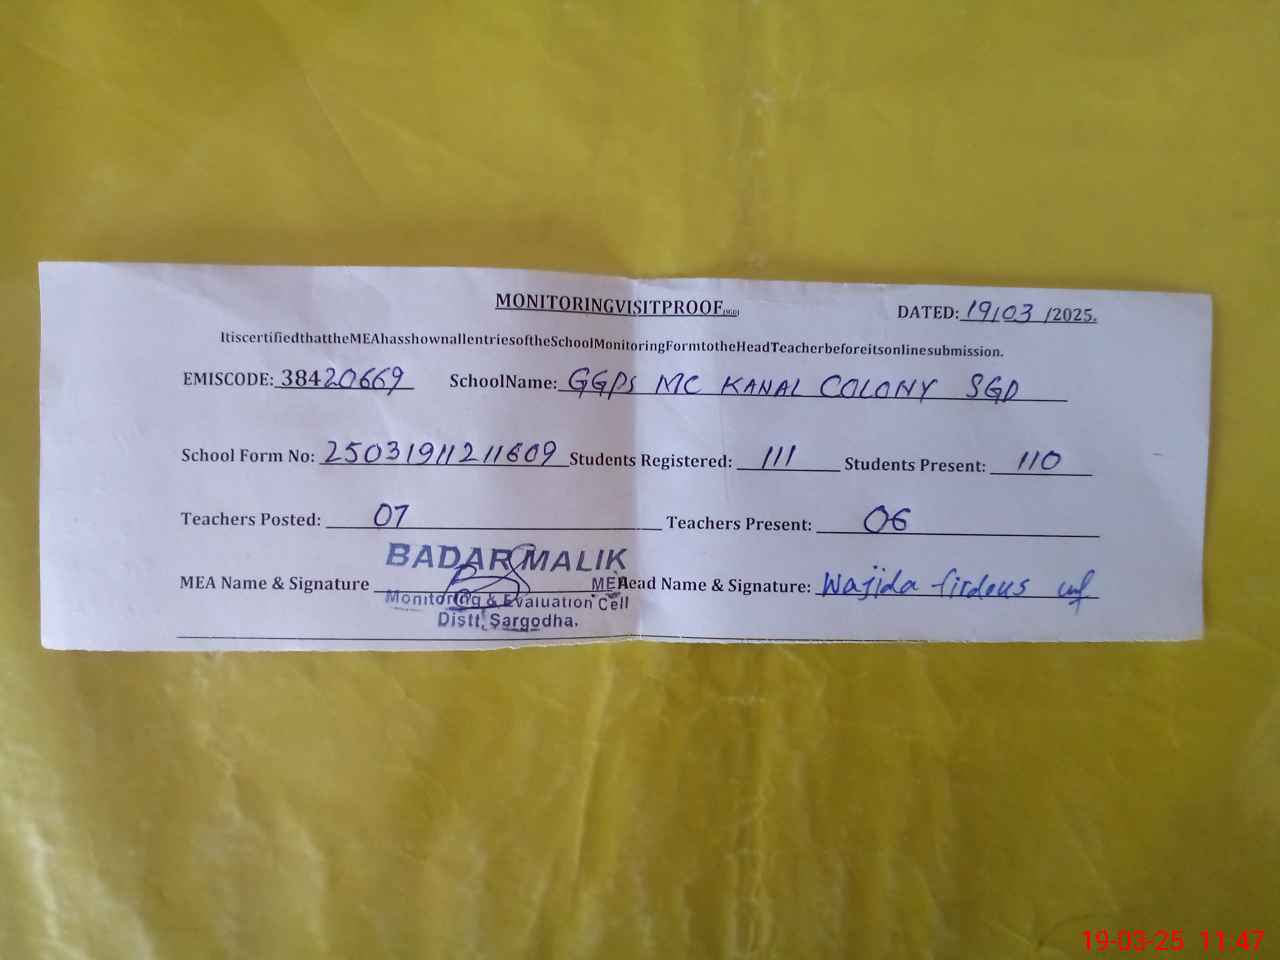 MONITORINGVISITPROOF(SGD) DATED: 19/03/2025.
ItiscertifiedthattheMEAhasshownallentriesoftheSchoolMonitoringFormtotheHeadTeacherbeforeitsonlinesubmission.
EMISCODE: 38420669 SchoolName: GGPS MC KANAL COLONY SGD
School Form No: 25031911211609 Students Registered: 111 Students Present: 110
Teachers Posted: 07 Teachers Present: 06
BADAR MALIK
MEA Name & Signature MEA Head Name & Signature: Wajida firdous
Monitoring & Evaluation Cell
Distt, Sargodha.
19-03-25 11:47